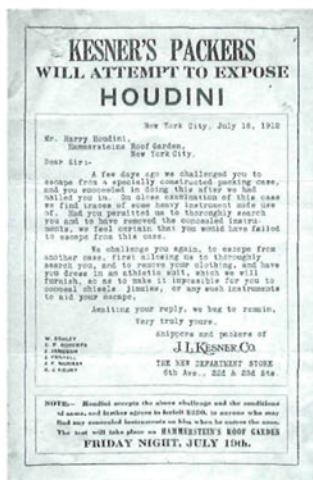 KESNER'S PACKERS
WILL ATTEMPT TO EXPOSE
HOUDINI
New York City, July 16, 1912
Mr. Harry Houdini,
Hammersteins Roof Garden,
New York City.
Dear Sir:-
A few days ago we challenged you to
escape from a specially constructed packing case,
and you succeeded in doing this after we had
nailed you in. On close examination of this case
we find traces of some heavy instrument made use
of. Had you permitted us to thoroughly search
you and to have removed the concealed instru-
ments, we feel certain that you would have failed
to escape from this case.
We challenge you again, to escape from
another case, first allowing us to thoroughly
search you, and to remove your clothing, and have
you dress in an athletic suit, which we will
furnish, so as to make it impossible for you to
conceal chisels, jimmies, or any such instruments
to aid your escape.
Awaiting your reply, we beg to remain,
Very truly yours,
shippers and packers of
J.L. KESNER CO.
THE NEW DEPARTMENT STORE
6th Ave., 22d & 23d Sts.
NOTE:— Houdini accepts the above challenge and the conditions
of same, and further agrees to forfeit $250. to anyone who may
find any concealed instruments on him when he enters the case.
The test will take place on HAMMERSTEIN'S ROOF GARDEN
FRIDAY NIGHT, JULY 19th.